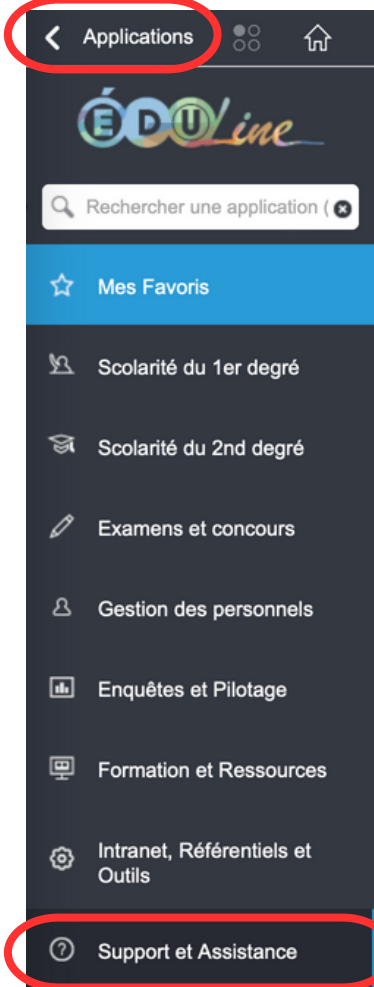 Applications
ÉDULine
Rechercher une application (
Mes Favoris
Scolarité du 1er degré
Scolarité du 2nd degré
Examens et concours
Gestion des personnels
Enquêtes et Pilotage
Formation et Ressources
Intranet, Référentiels et
Outils
Support et Assistance